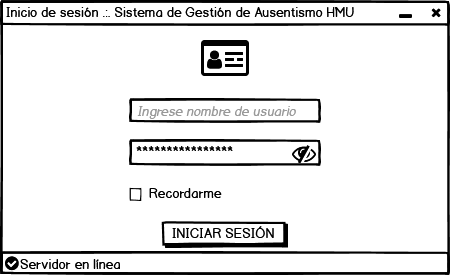 Inicio de sesión .:. Sistema de Gestión de Ausentismo HMU
Ingrese nombre de usuario
****************
Recordarme
INICIAR SESIÓN
Servidor en línea